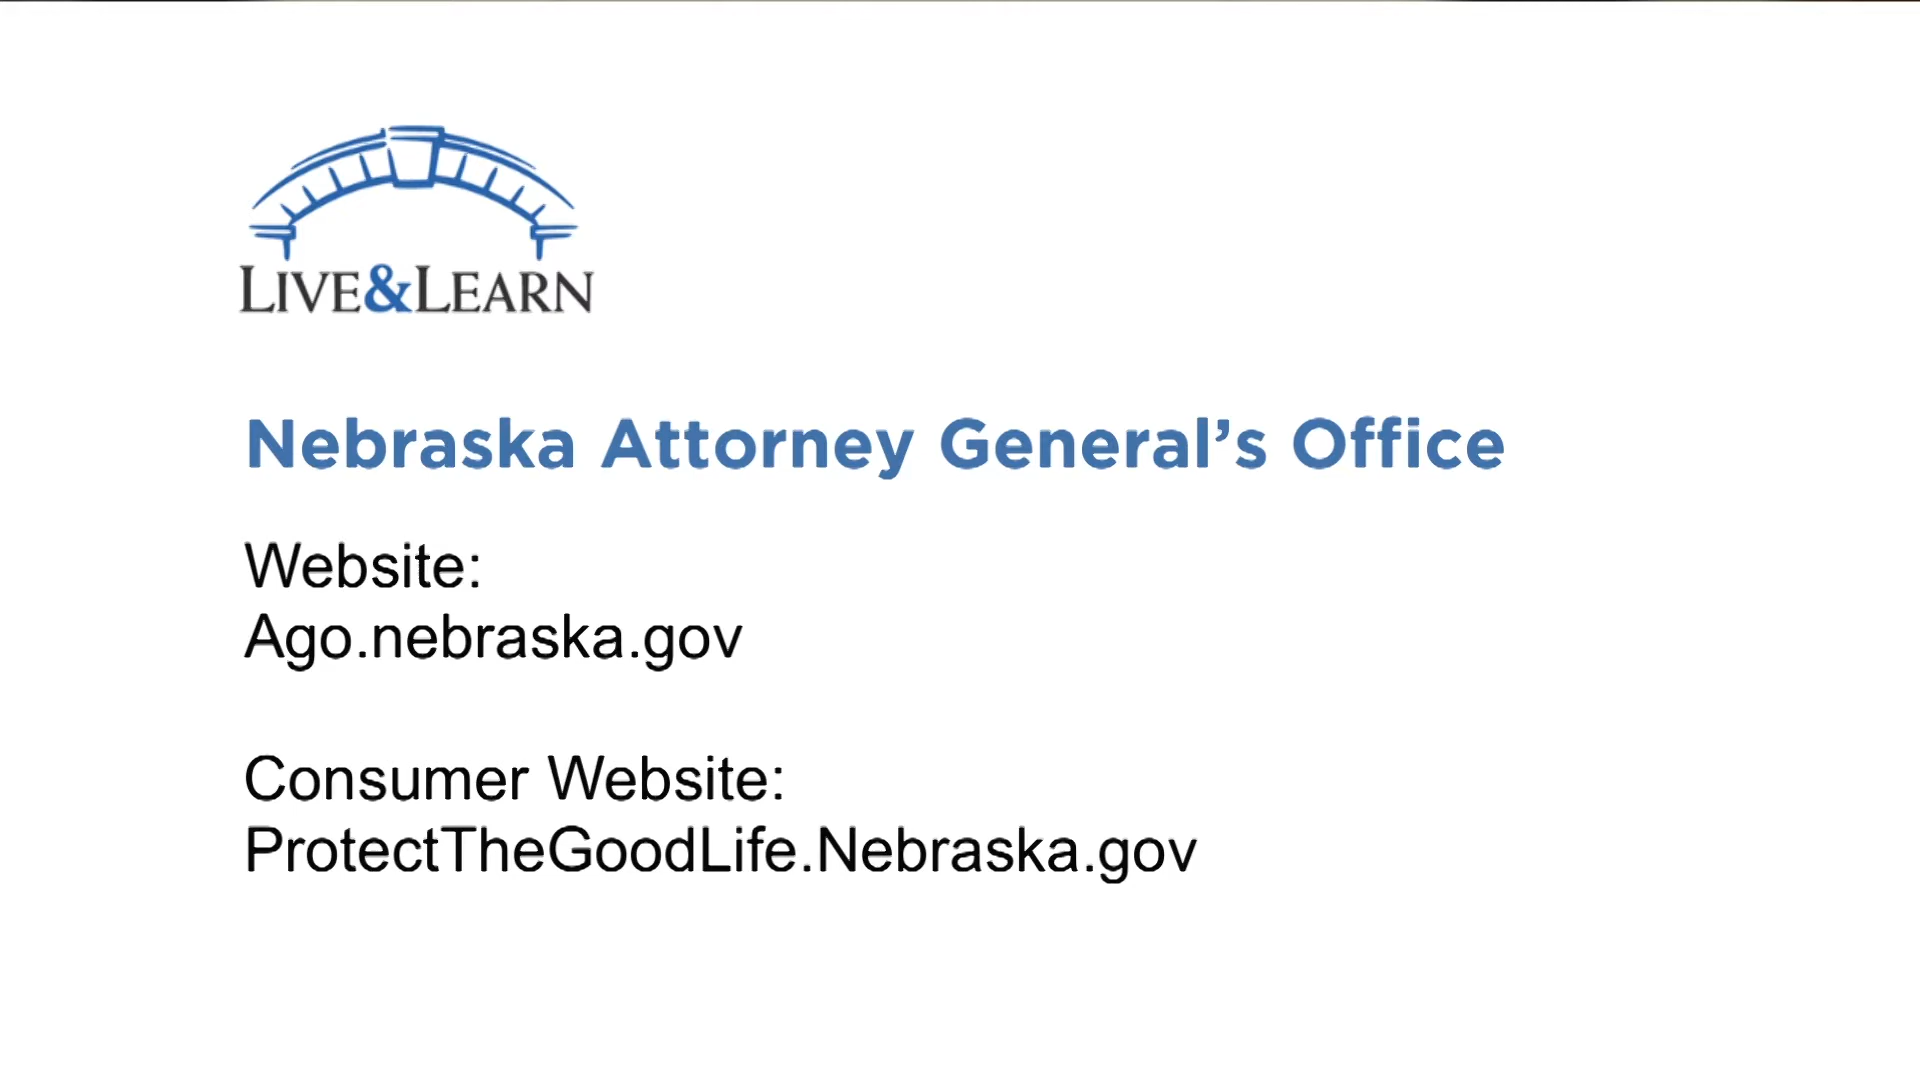 LIVE&LEARN
Nebraska Attorney General’s Office
Website:
Ago.nebraska.gov
Consumer Website:
ProtectTheGoodLife.Nebraska.gov